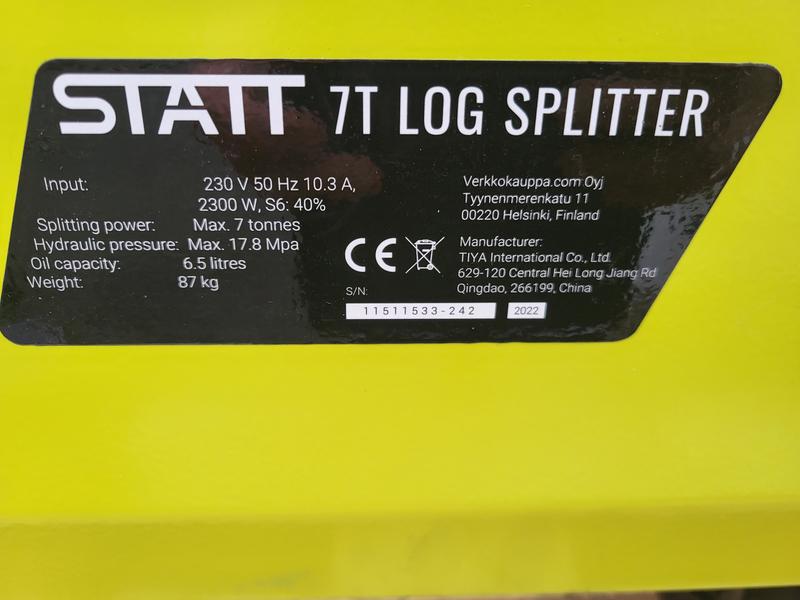 STATT 7T LOG SPLITTER
Input: 230 V 50 Hz 10.3 A,
2300 W, S6: 40%
Splitting power: Max. 7 tonnes
Hydraulic pressure: Max. 17.8 Mpa
Oil capacity: 6.5 litres
Weight: 87 kg
Verkkokauppa.com Oyj
Tyynenmerenkatu 11
00220 Helsinki, Finland
Manufacturer:
TIYA International Co., Ltd.
629-120 Central Hei Long Jiang Rd
Qingdao, 266199, China
CE
S/N:
11511533-242
2022